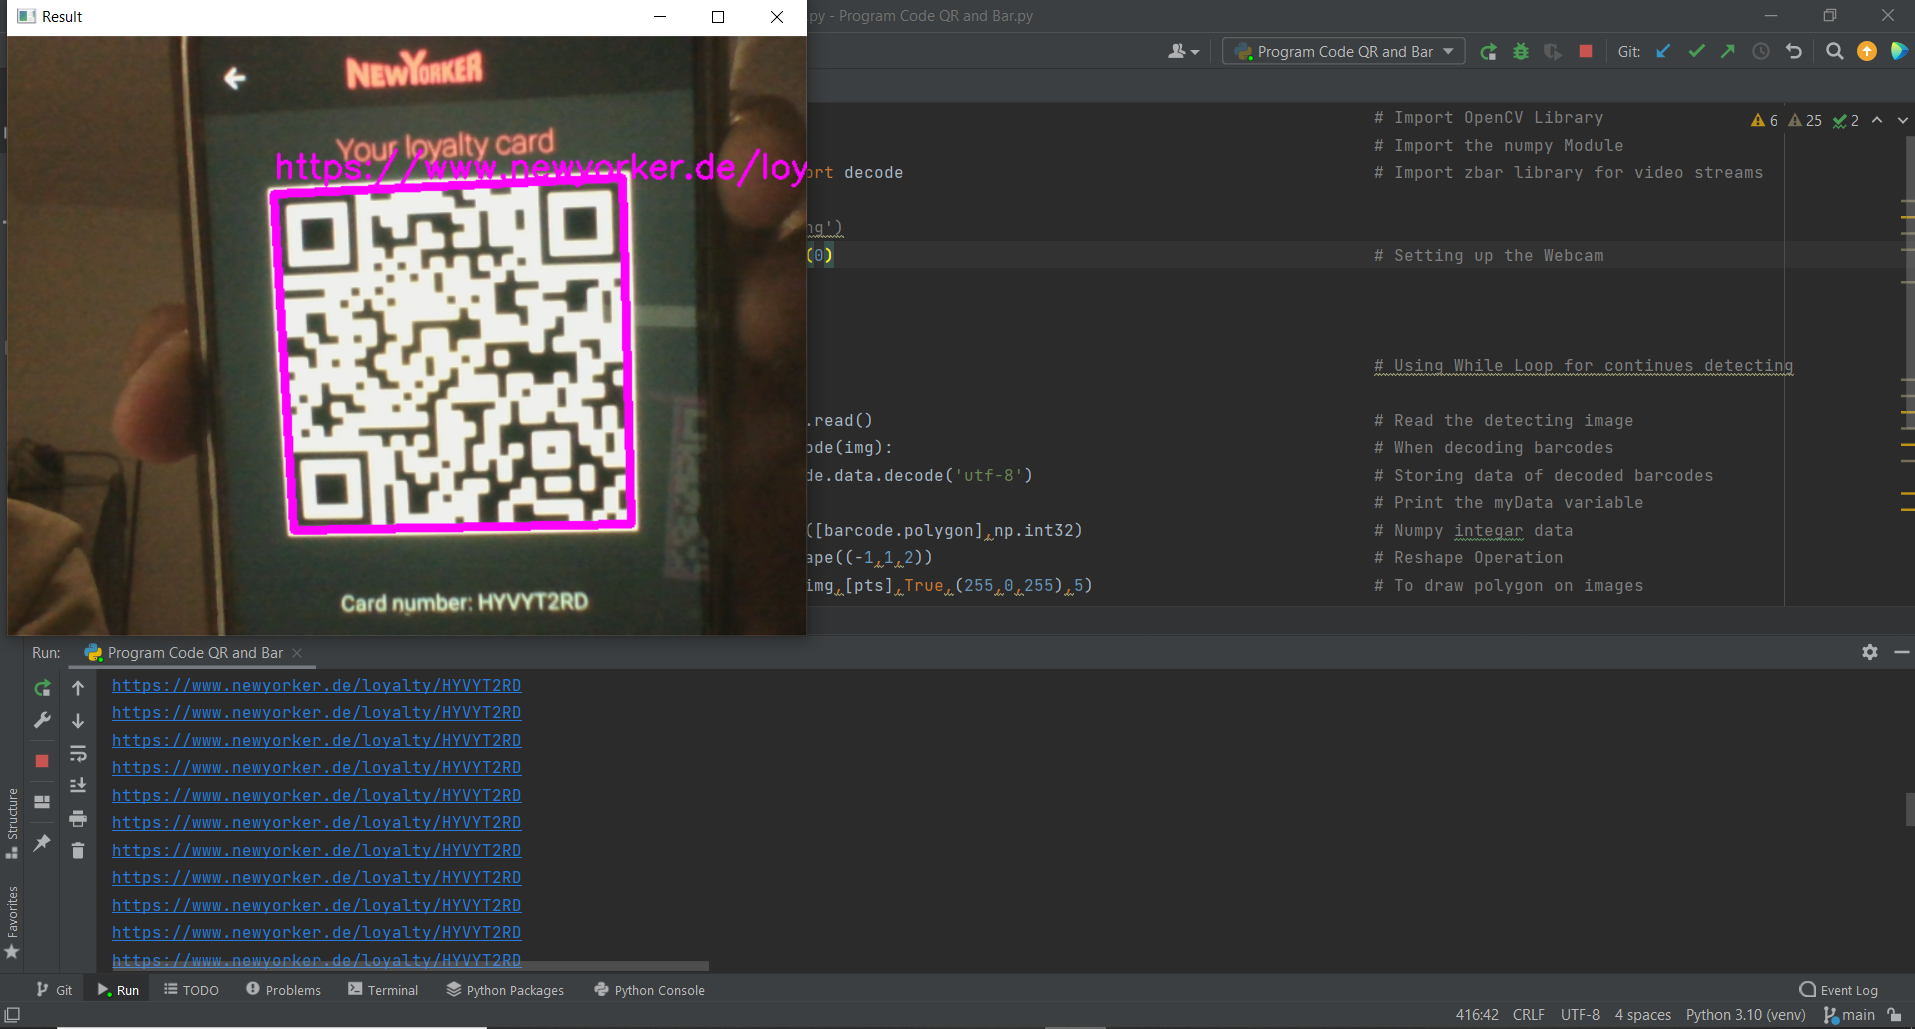 Result
.py - Program Code QR and Bar.py
Program Code QR and Bar
Git:
NEWYORKER
Your loyalty card
https://www.newyorker.de/loy
Card number: HYVYT2RD
6 25 2
# Import OpenCV Library
# Import the numpy Module
rt decode # Import zbar library for video streams
ng')
(0) # Setting up the Webcam
# Using While Loop for continues detecting
.read() # Read the detecting image
ode(img): # When decoding barcodes
de.data.decode('utf-8') # Storing data of decoded barcodes
# Print the myData variable
([barcode.polygon],np.int32) # Numpy integar data
ape((-1,1,2)) # Reshape Operation
img,[pts],True,(255,0,255),5) # To draw polygon on images
Run: Program Code QR and Bar
https://www.newyorker.de/loyalty/HYVYT2RD
https://www.newyorker.de/loyalty/HYVYT2RD
https://www.newyorker.de/loyalty/HYVYT2RD
https://www.newyorker.de/loyalty/HYVYT2RD
https://www.newyorker.de/loyalty/HYVYT2RD
https://www.newyorker.de/loyalty/HYVYT2RD
https://www.newyorker.de/loyalty/HYVYT2RD
https://www.newyorker.de/loyalty/HYVYT2RD
https://www.newyorker.de/loyalty/HYVYT2RD
https://www.newyorker.de/loyalty/HYVYT2RD
https://www.newyorker.de/loyalty/HYVYT2RD
Structure
Favorites
Git Run TODO Problems Terminal Python Packages Python Console Event Log
416:42 CRLF UTF-8 4 spaces Python 3.10 (venv) main